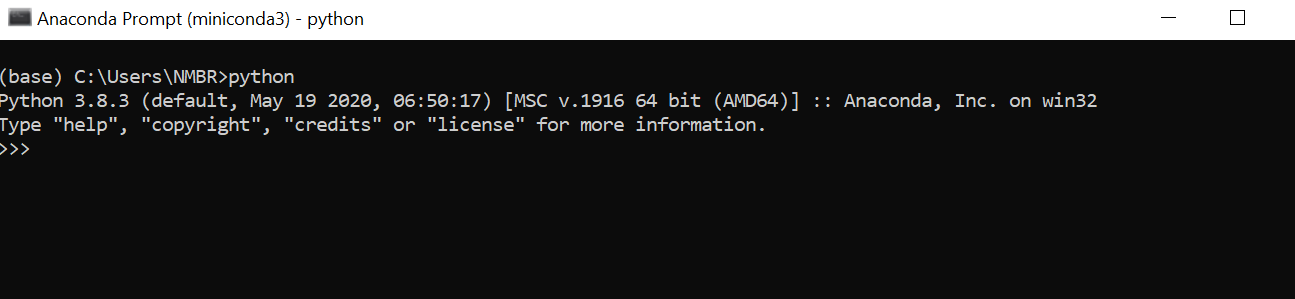 Anaconda Prompt (miniconda3) - python
(base) C:\Users\NMBR>python
Python 3.8.3 (default, May 19 2020, 06:50:17) [MSC v.1916 64 bit (AMD64)] :: Anaconda, Inc. on win32
Type "help", "copyright", "credits" or "license" for more information.
>>>